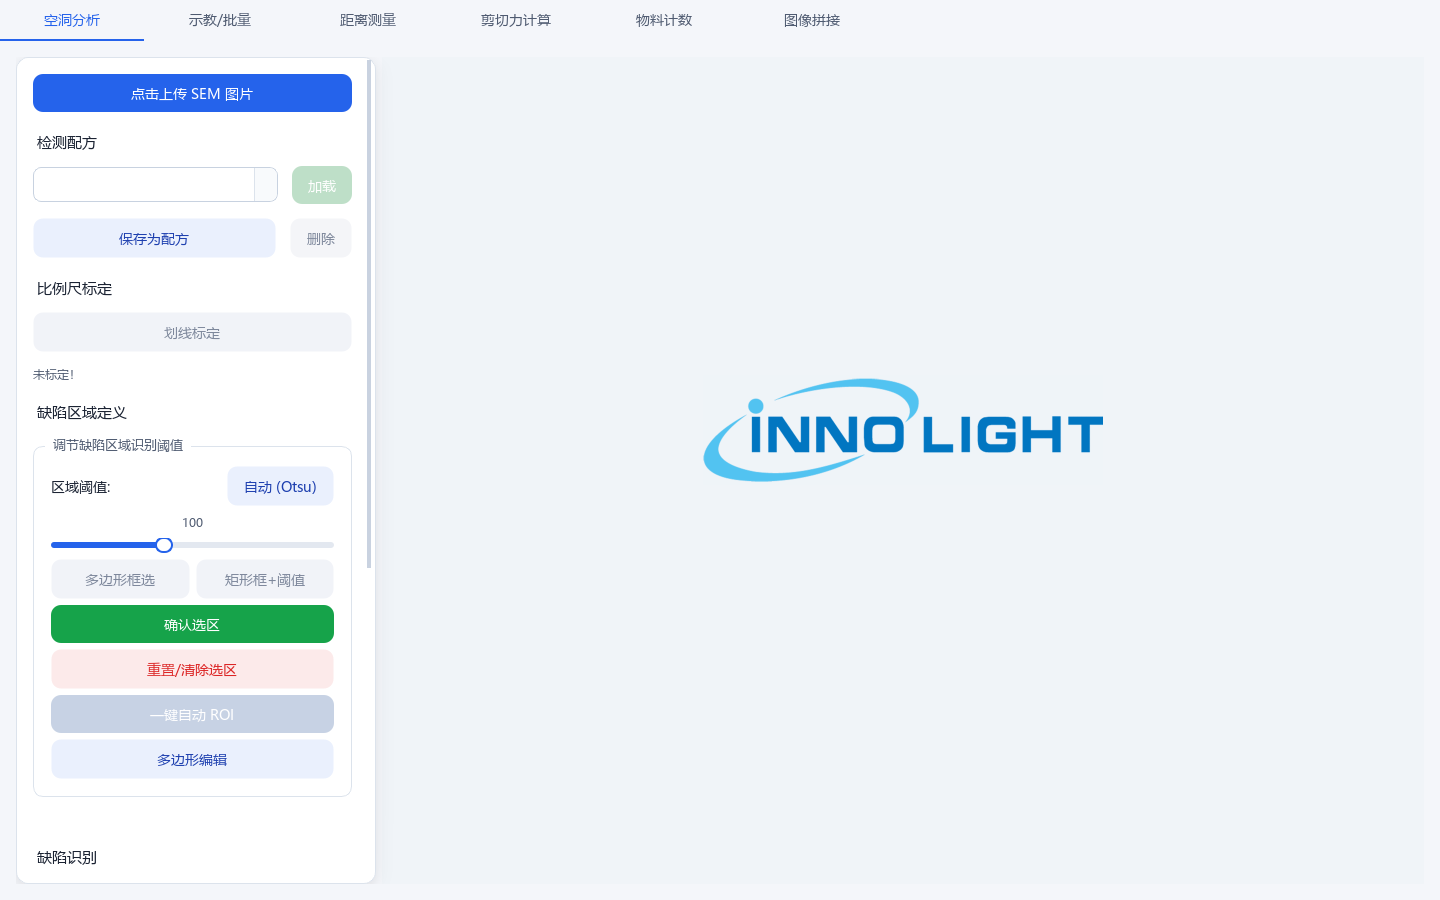 空洞分析 示教/批量 距离测量 剪切力计算 物料计数 图像拼接
点击上传 SEM 图片
检测配方
加载
保存为配方 删除
比例尺标定
划线标定
未标定!
缺陷区域定义
调节缺陷区域识别阈值
区域阈值: 自动 (Otsu)
100
多边形框选 矩形框+阈值
确认选区
重置/清除选区
一键自动 ROI
多边形编辑
缺陷识别
INNO LIGHT